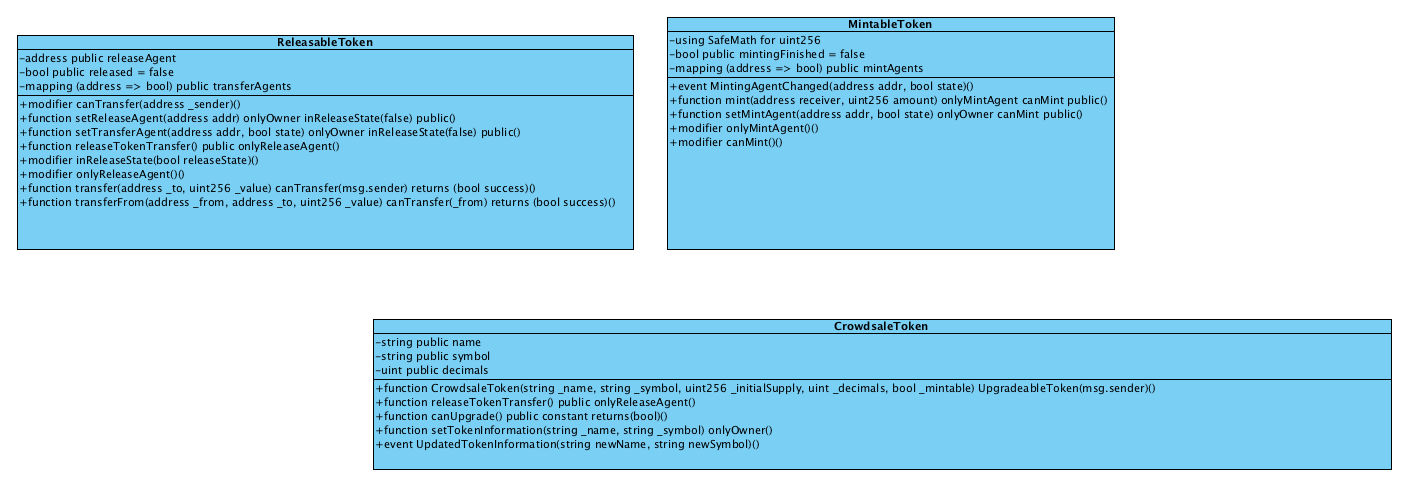 ReleasableToken
-address public releaseAgent
-bool public released = false
-mapping (address => bool) public transferAgents
+modifier canTransfer(address _sender)()
+function setReleaseAgent(address addr) onlyOwner inReleaseState(false) public()
+function setTransferAgent(address addr, bool state) onlyOwner inReleaseState(false) public()
+function releaseTokenTransfer() public onlyReleaseAgent()
+modifier inReleaseState(bool releaseState)()
+modifier onlyReleaseAgent()()
+function transfer(address _to, uint256 _value) canTransfer(msg.sender) returns (bool success)()
+function transferFrom(address _from, address _to, uint256 _value) canTransfer(_from) returns (bool success)()
MintableToken
-using SafeMath for uint256
-bool public mintingFinished = false
-mapping (address => bool) public mintAgents
+event MintingAgentChanged(address addr, bool state)()
+function mint(address receiver, uint256 amount) onlyMintAgent canMint public()
+function setMintAgent(address addr, bool state) onlyOwner canMint public()
+modifier onlyMintAgent()()
+modifier canMint()()
CrowdsaleToken
-string public name
-string public symbol
-uint public decimals
+function CrowdsaleToken(string _name, string _symbol, uint256 _initialSupply, uint _decimals, bool _mintable) UpgradeableToken(msg.sender)()
+function releaseTokenTransfer() public onlyReleaseAgent()
+function canUpgrade() public constant returns(bool)()
+function setTokenInformation(string _name, string _symbol) onlyOwner()
+event UpdatedTokenInformation(string newName, string newSymbol)()